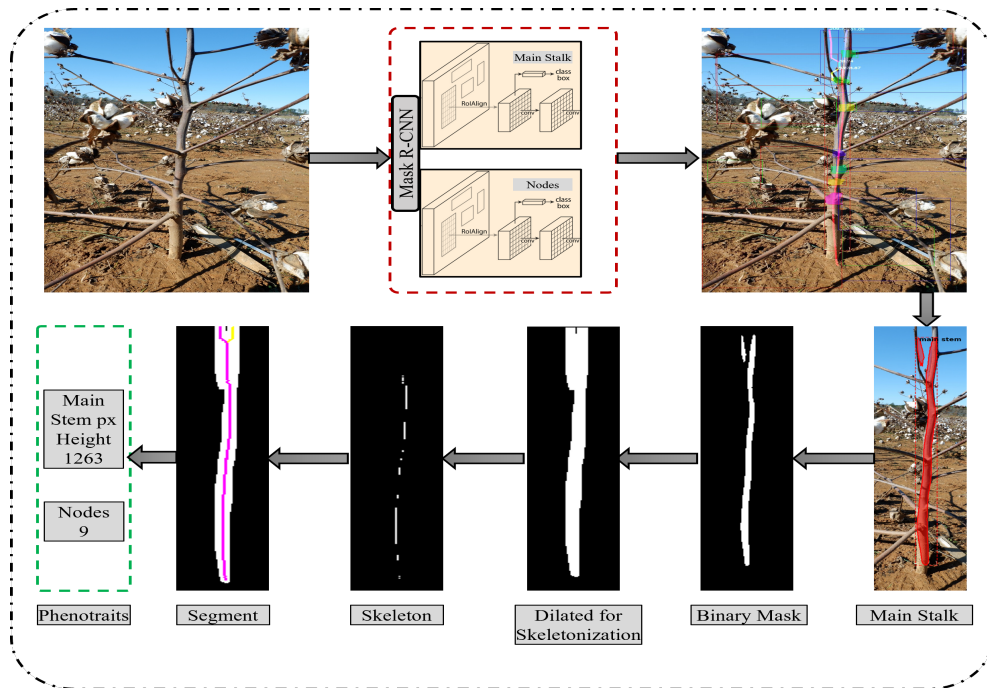 Mask R-CNN
Main Stalk
class
box
RoIAlign
conv
conv
Nodes
class
box
RoIAlign
conv
conv
main stem
Main
Stem px
Height
1263
Nodes
9
Phenotraits
Segment
Skeleton
Dilated for
Skeletonization
Binary Mask
Main Stalk